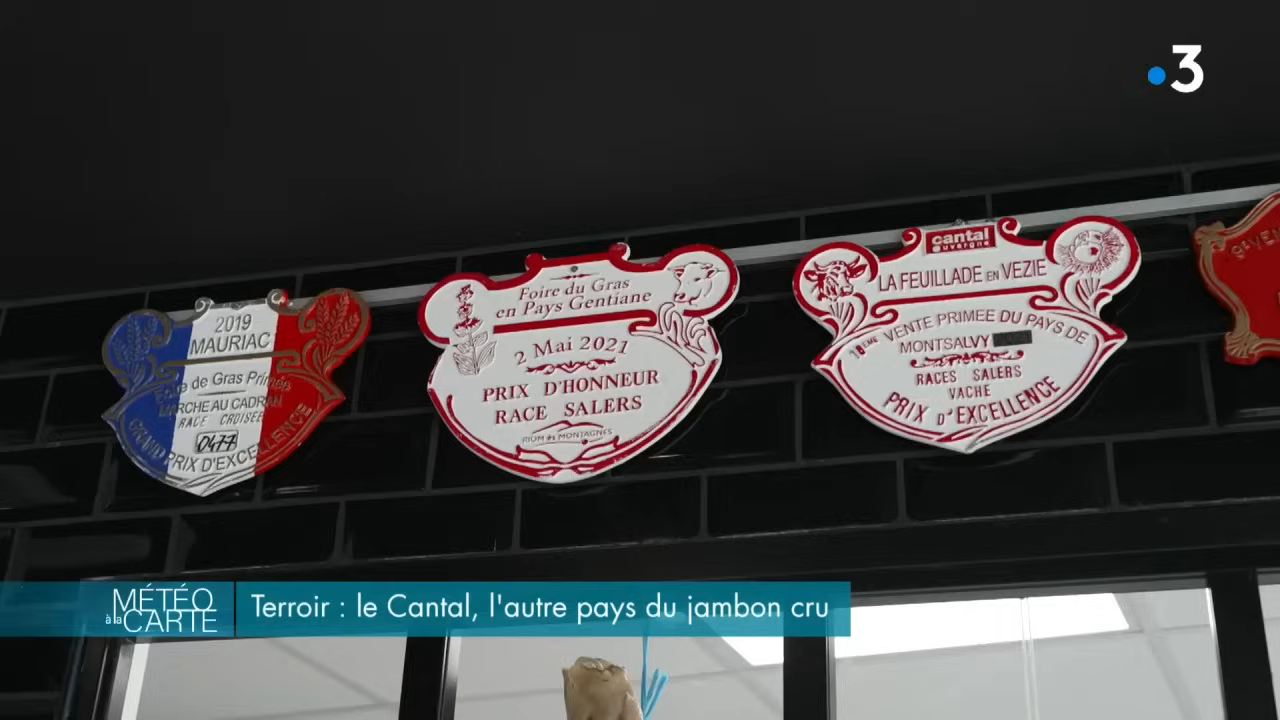 3
2019
MAURIAC
Foire de Gras Primés
MARCHE AU CADRAN
RACE CROISEE
0477
GRAND PRIX D'EXCELLENCE
Foire du Gras
en Pays Gentiane
2 Mai 2021
PRIX D'HONNEUR
RACE SALERS
RIOM ès MONTAGNES
cantal
auvergne
LA FEUILLADE EN VEZIE
18EME VENTE PRIMEE DU PAYS DE
MONTSALVY
RACES SALERS
VACHE
PRIX D'EXCELLENCE
MÉTÉO
à la CARTE
Terroir : le Cantal, l'autre pays du jambon cru